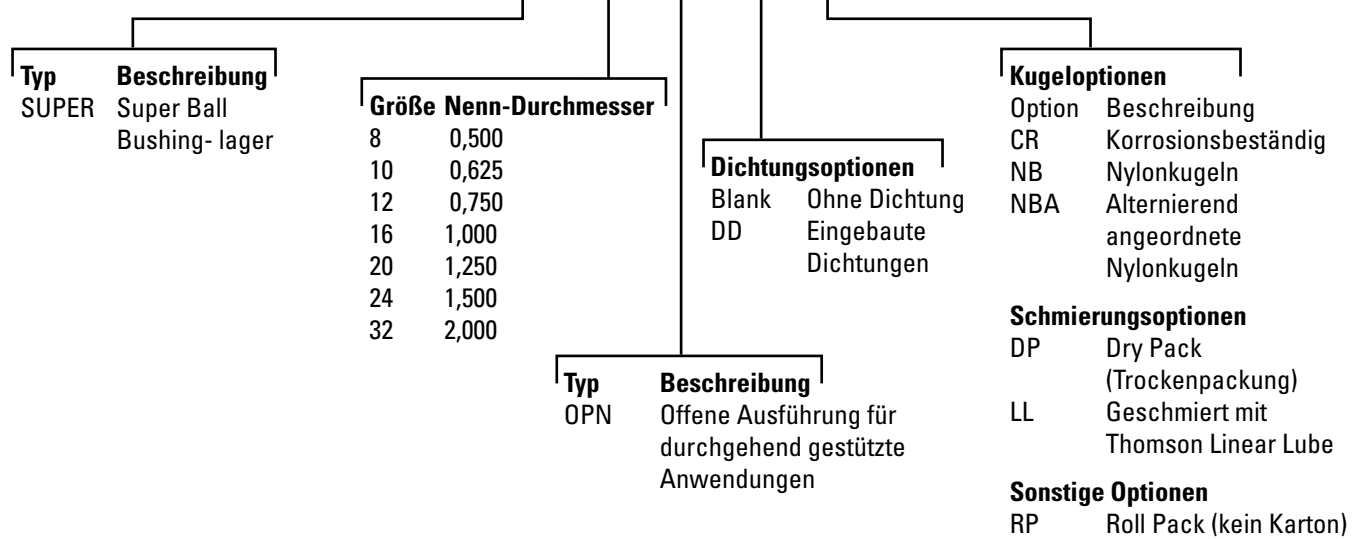 Typ Beschreibung
SUPER Super Ball
Bushing- lager
Größe Nenn-Durchmesser
8 0,500
10 0,625
12 0,750
16 1,000
20 1,250
24 1,500
32 2,000
Typ Beschreibung
OPN Offene Ausführung für
durchgehend gestützte
Anwendungen
Dichtungsoptionen
Blank Ohne Dichtung
DD Eingebaute
Dichtungen
Kugeloptionen
Option Beschreibung
CR Korrosionsbeständig
NB Nylonkugeln
NBA Alternierend
angeordnete
Nylonkugeln
Schmierungsoptionen
DP Dry Pack
(Trockenpackung)
LL Geschmiert mit
Thomson Linear Lube
Sonstige Optionen
RP Roll Pack (kein Karton)